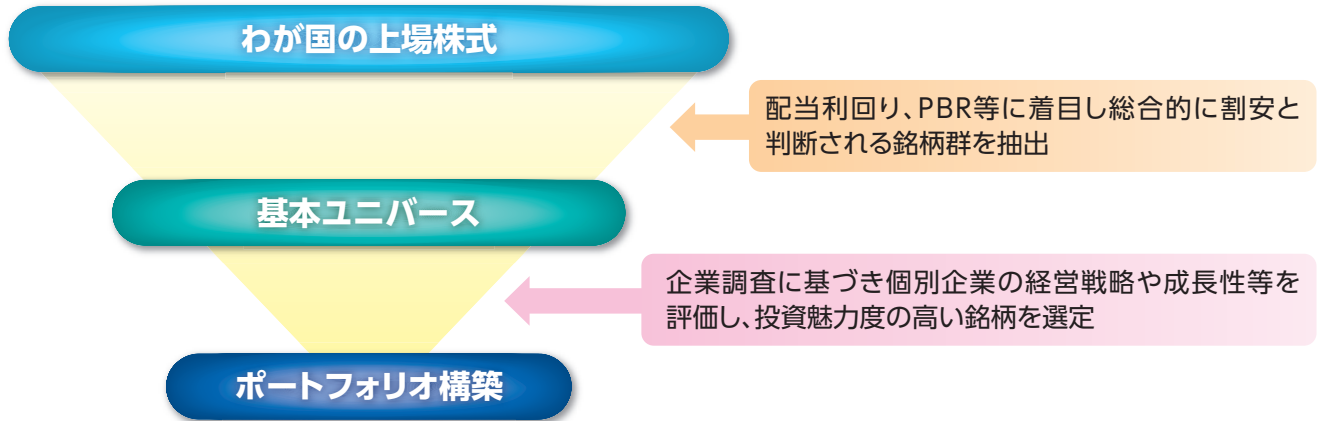 わが国の上場株式
配当利回り、PBR等に着目し総合的に割安と
判断される銘柄群を抽出
基本ユニバース
企業調査に基づき個別企業の経営戦略や成長性等を
評価し、投資魅力度の高い銘柄を選定
ポートフォリオ構築